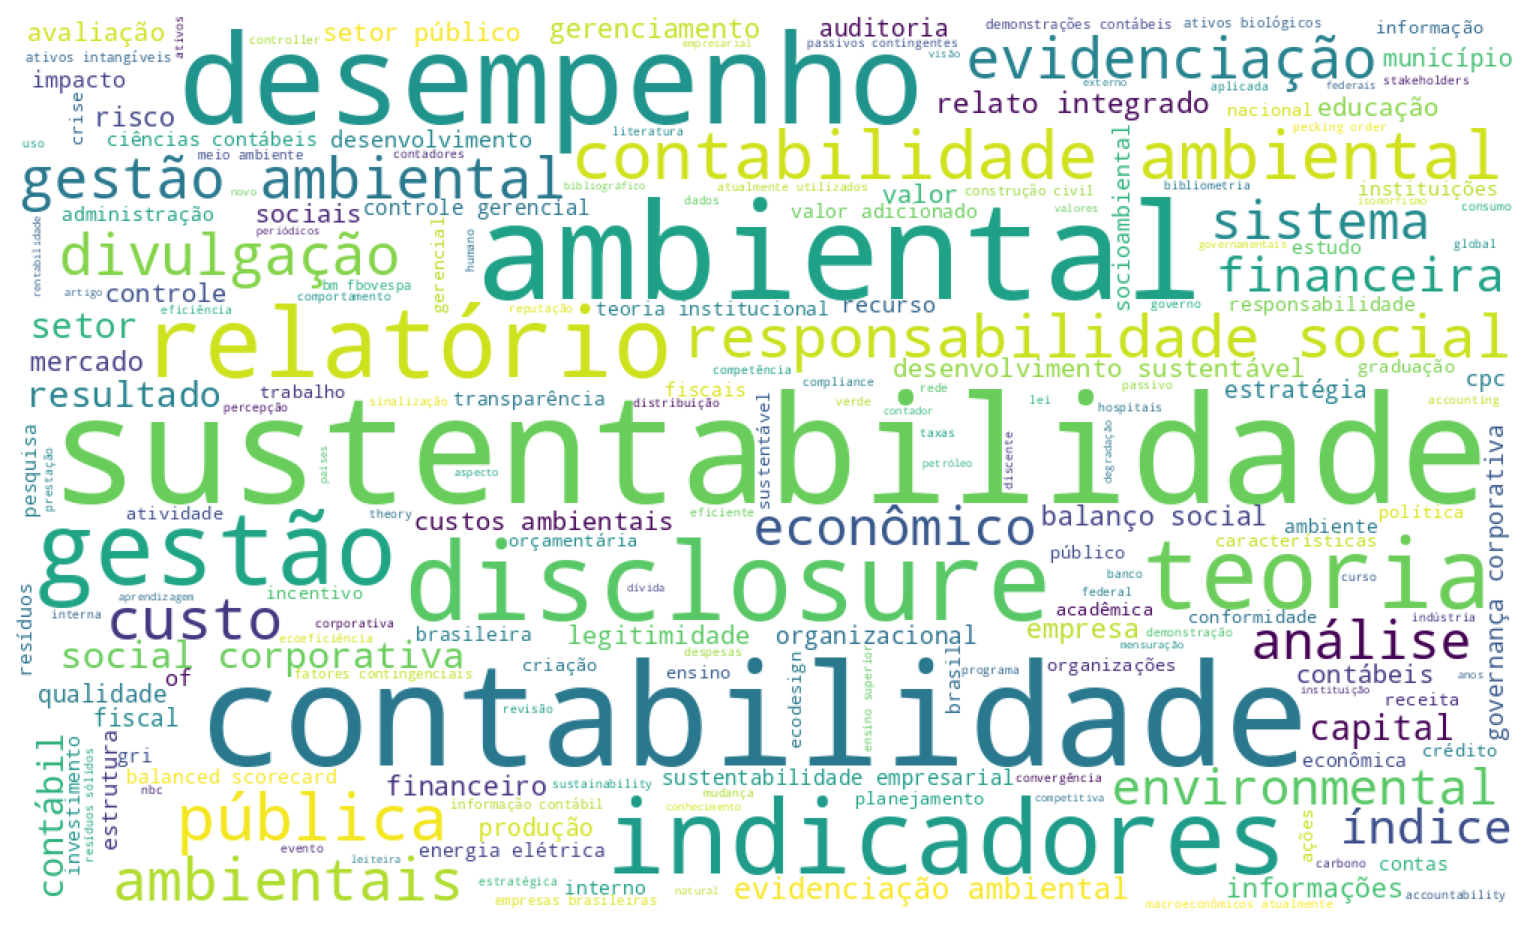 avaliação
ativos
controller
setor público
gerenciamento
auditoria
demonstrações contábeis
ativos biológicos
informação
ativos intangíveis
desempenho
empresarial
passivos contingentes
visão
evidenciação
município
impacto
crise
risco
externo
aplicada
federais
stakeholders
relato integrado
nacional
educação
uso
ciências contábeis
desenvolvimento
literatura
pecking order
meio ambiente
contadores
contabilidade
ambiental
gestão ambiental
novo
bibliográfico
atualmente utilizados
valor
construção civil
socioambiental
bibliometria
instituições
isomorfismo
administração
sociais
controle gerencial
dados
valor adicionado
valores
sistema
consumo
rentabilidade
periódicos
divulgação
gerencial
humano
ambiental
governamentais
estudo
global
artigo
controle
bm fbovespa
comportamento
financeira
setor
eficiência
relatório
reputação
teoria institucional
recurso
governo
responsabilidade
mercado
responsabilidade social
resultado
trabalho
competência
desenvolvimento sustentável
graduação
percepção
sinalização
transparência
fiscais
distribuição
compliance
verde
rede
contador
passivo
lei
hospitais
estratégia
cpc
accounting
sustentabilidade
pesquisa
prestação
países
aspecto
sustentável
taxas
petróleo
discente
degradação
governança corporativa
atividade
theory
custos ambientais
eficiente
econômico
balanço social
ambiente
política
gestão
orçamentária
disclosure
dívida
público
características
teoria
resíduos
aprendizagem
incentivo
banco
federal
curso
interna
custo
corporativa
acadêmica
conformidade
indústria
ecoeficiência
brasileira
legitimidade
organizacional
empresa
demonstração
mensuração
análise
social corporativa
despesas
of
fatores contingenciais
criação
ensino
ecodesign
ensino superior
brasil
programa
organizações
contábeis
anos
qualidade
instituição
fiscal
contabilidade
revisão
receita
capital
contábil
investimento
resíduos sólidos
estrutura
gri
crédito
econômica
balanced scorecard
nbc
financeiro
sustainability
sustentabilidade empresarial
convergência
environmental
pública
informação contábil
mudança
conhecimento
planejamento
competitiva
produção
indicadores
ações
índice
evento
energia elétrica
leiteira
carbono
contas
ambientais
estratégica
interno
natural
evidenciação ambiental
informações
accountability
empresas brasileiras
macroeconômicos atualmente